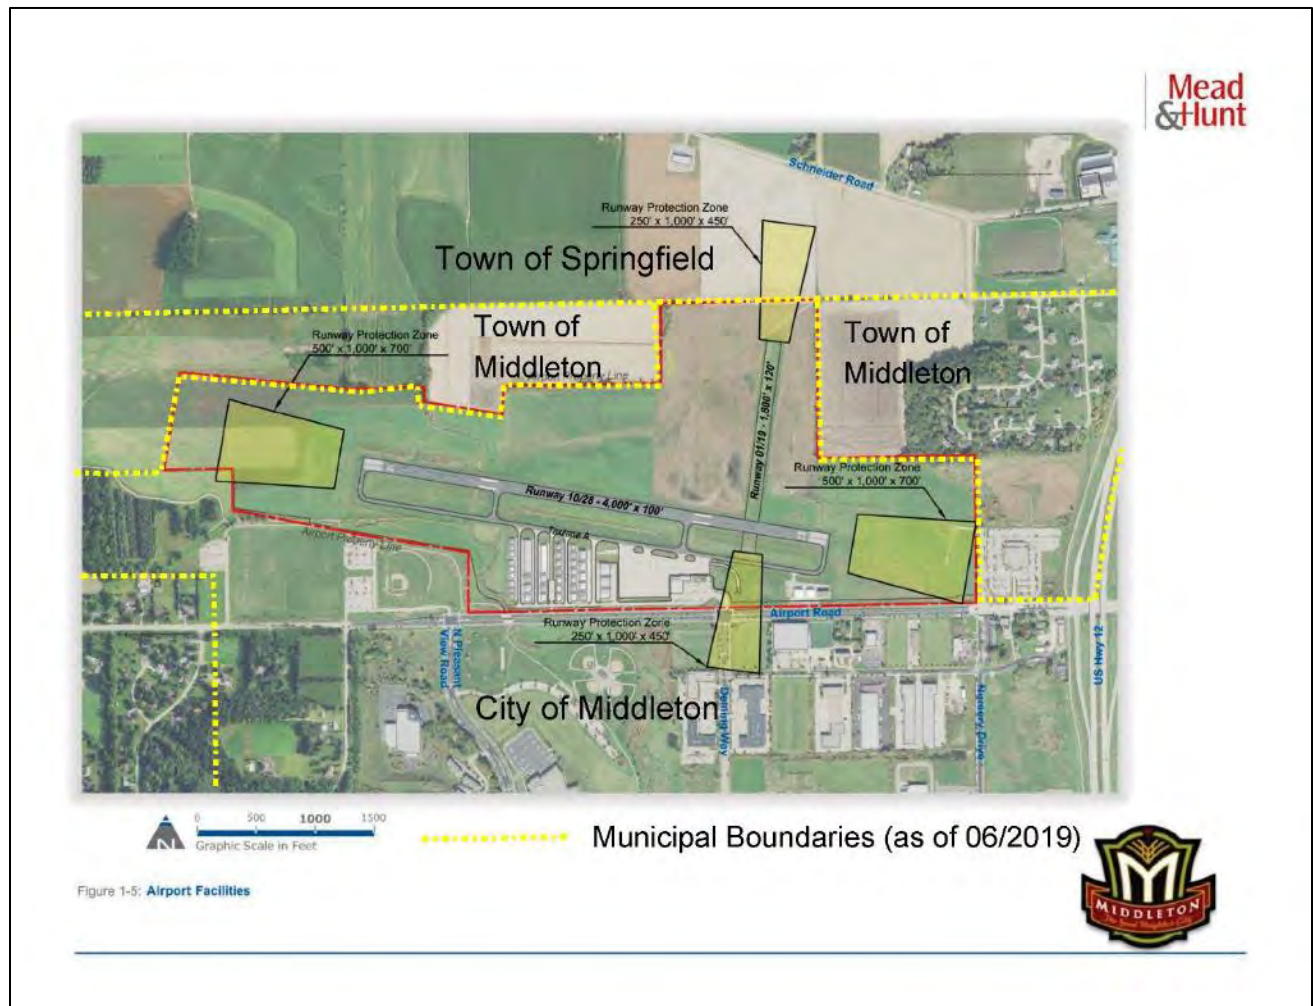 Mead
&Hunt
Schneider Road
Runway Protection Zone
250' x 1,000' x 450'
Town of Springfield
Runway Protection Zone
500' x 1,000' x 700'
Town of
Middleton
Town of
Middleton
Property Line
Runway 01/19 - 1,800' x 120'
Runway Protection Zone
500' x 1,000' x 700'
Runway 10/28 - 4,000' x 100'
Taxiway A
Airport Property Line
Airport Road
Runway Protection Zone
250' x 1,000' x 450'
N Pleasant
View Road
US Hwy 12
City of Middleton
Deming Way
Nursery Drive
0 500 1000 1500
N
Graphic Scale in Feet
Municipal Boundaries (as of 06/2019)
Figure 1-5: Airport Facilities
M
MIDDLETON